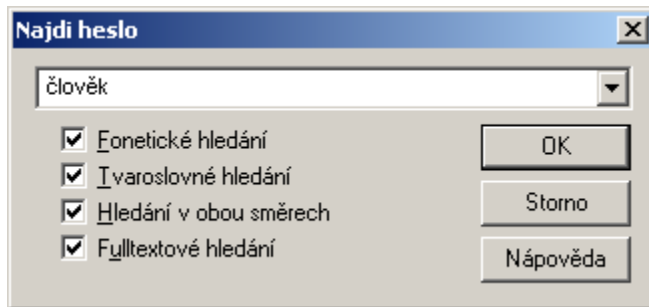 Najdi heslo
člověk
Fonetické hledání
OK
Tvaroslovné hledání
Storno
Hledání v obou směrech
Fulltextové hledání
Nápověda